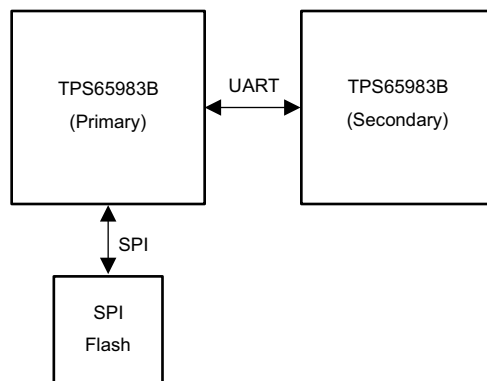 TPS65983B
(Primary)
UART
TPS65983B
(Secondary)
SPI
SPI
Flash